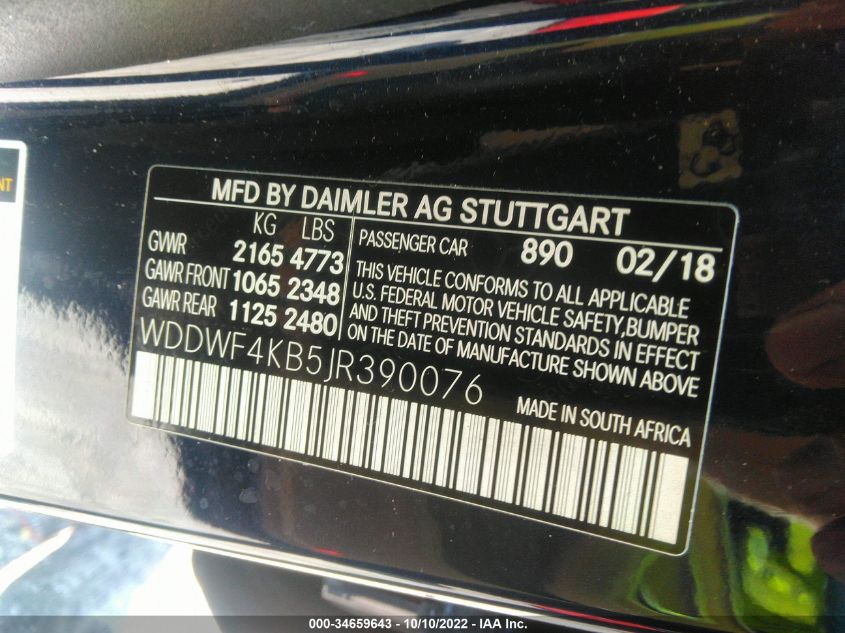 NT
MFD BY DAIMLER AG STUTTGART
KG LBS
GVWR 2165 4773
GAWR FRONT 1065 2348
GAWR REAR 1125 2480
PASSENGER CAR 890 02/18
THIS VEHICLE CONFORMS TO ALL APPLICABLE
U.S. FEDERAL MOTOR VEHICLE SAFETY, BUMPER
AND THEFT PREVENTION STANDARDS IN EFFECT
ON THE DATE OF MANUFACTURE SHOWN ABOVE
WDDWF4KB5JR390076
MADE IN SOUTH AFRICA
000-34659643 - 10/10/2022 - IAA Inc.